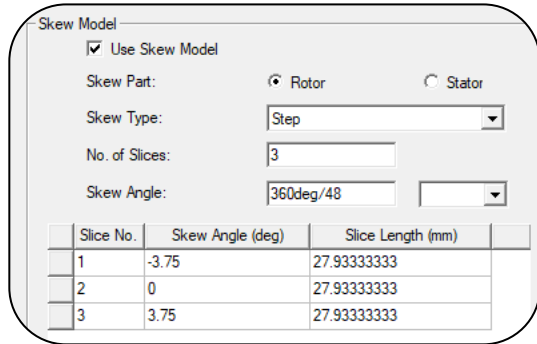 Skew Model
Use Skew Model
Skew Part: Rotor Stator
Skew Type: Step
No. of Slices: 3
Skew Angle: 360deg/48
Slice No. Skew Angle (deg) Slice Length (mm)
1 -3.75 27.93333333
2 0 27.93333333
3 3.75 27.93333333